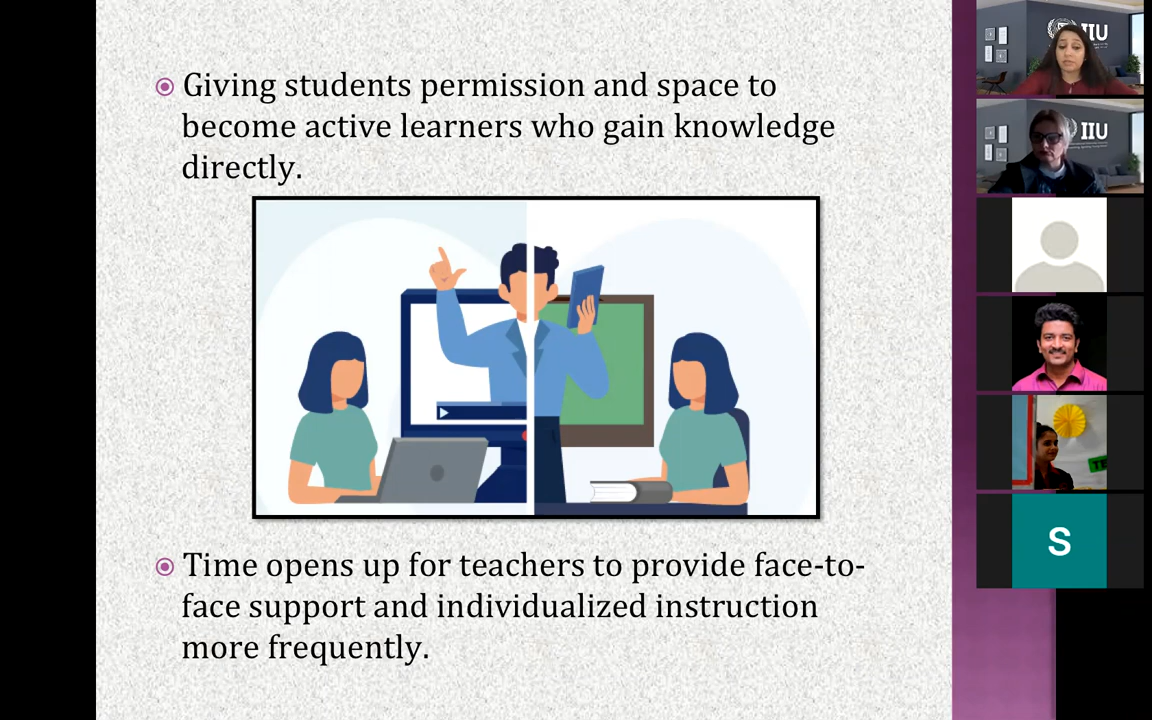 Giving students permission and space to
become active learners who gain knowledge
directly.
Time opens up for teachers to provide face-to-
face support and individualized instruction
more frequently.
IIU
IIU
S